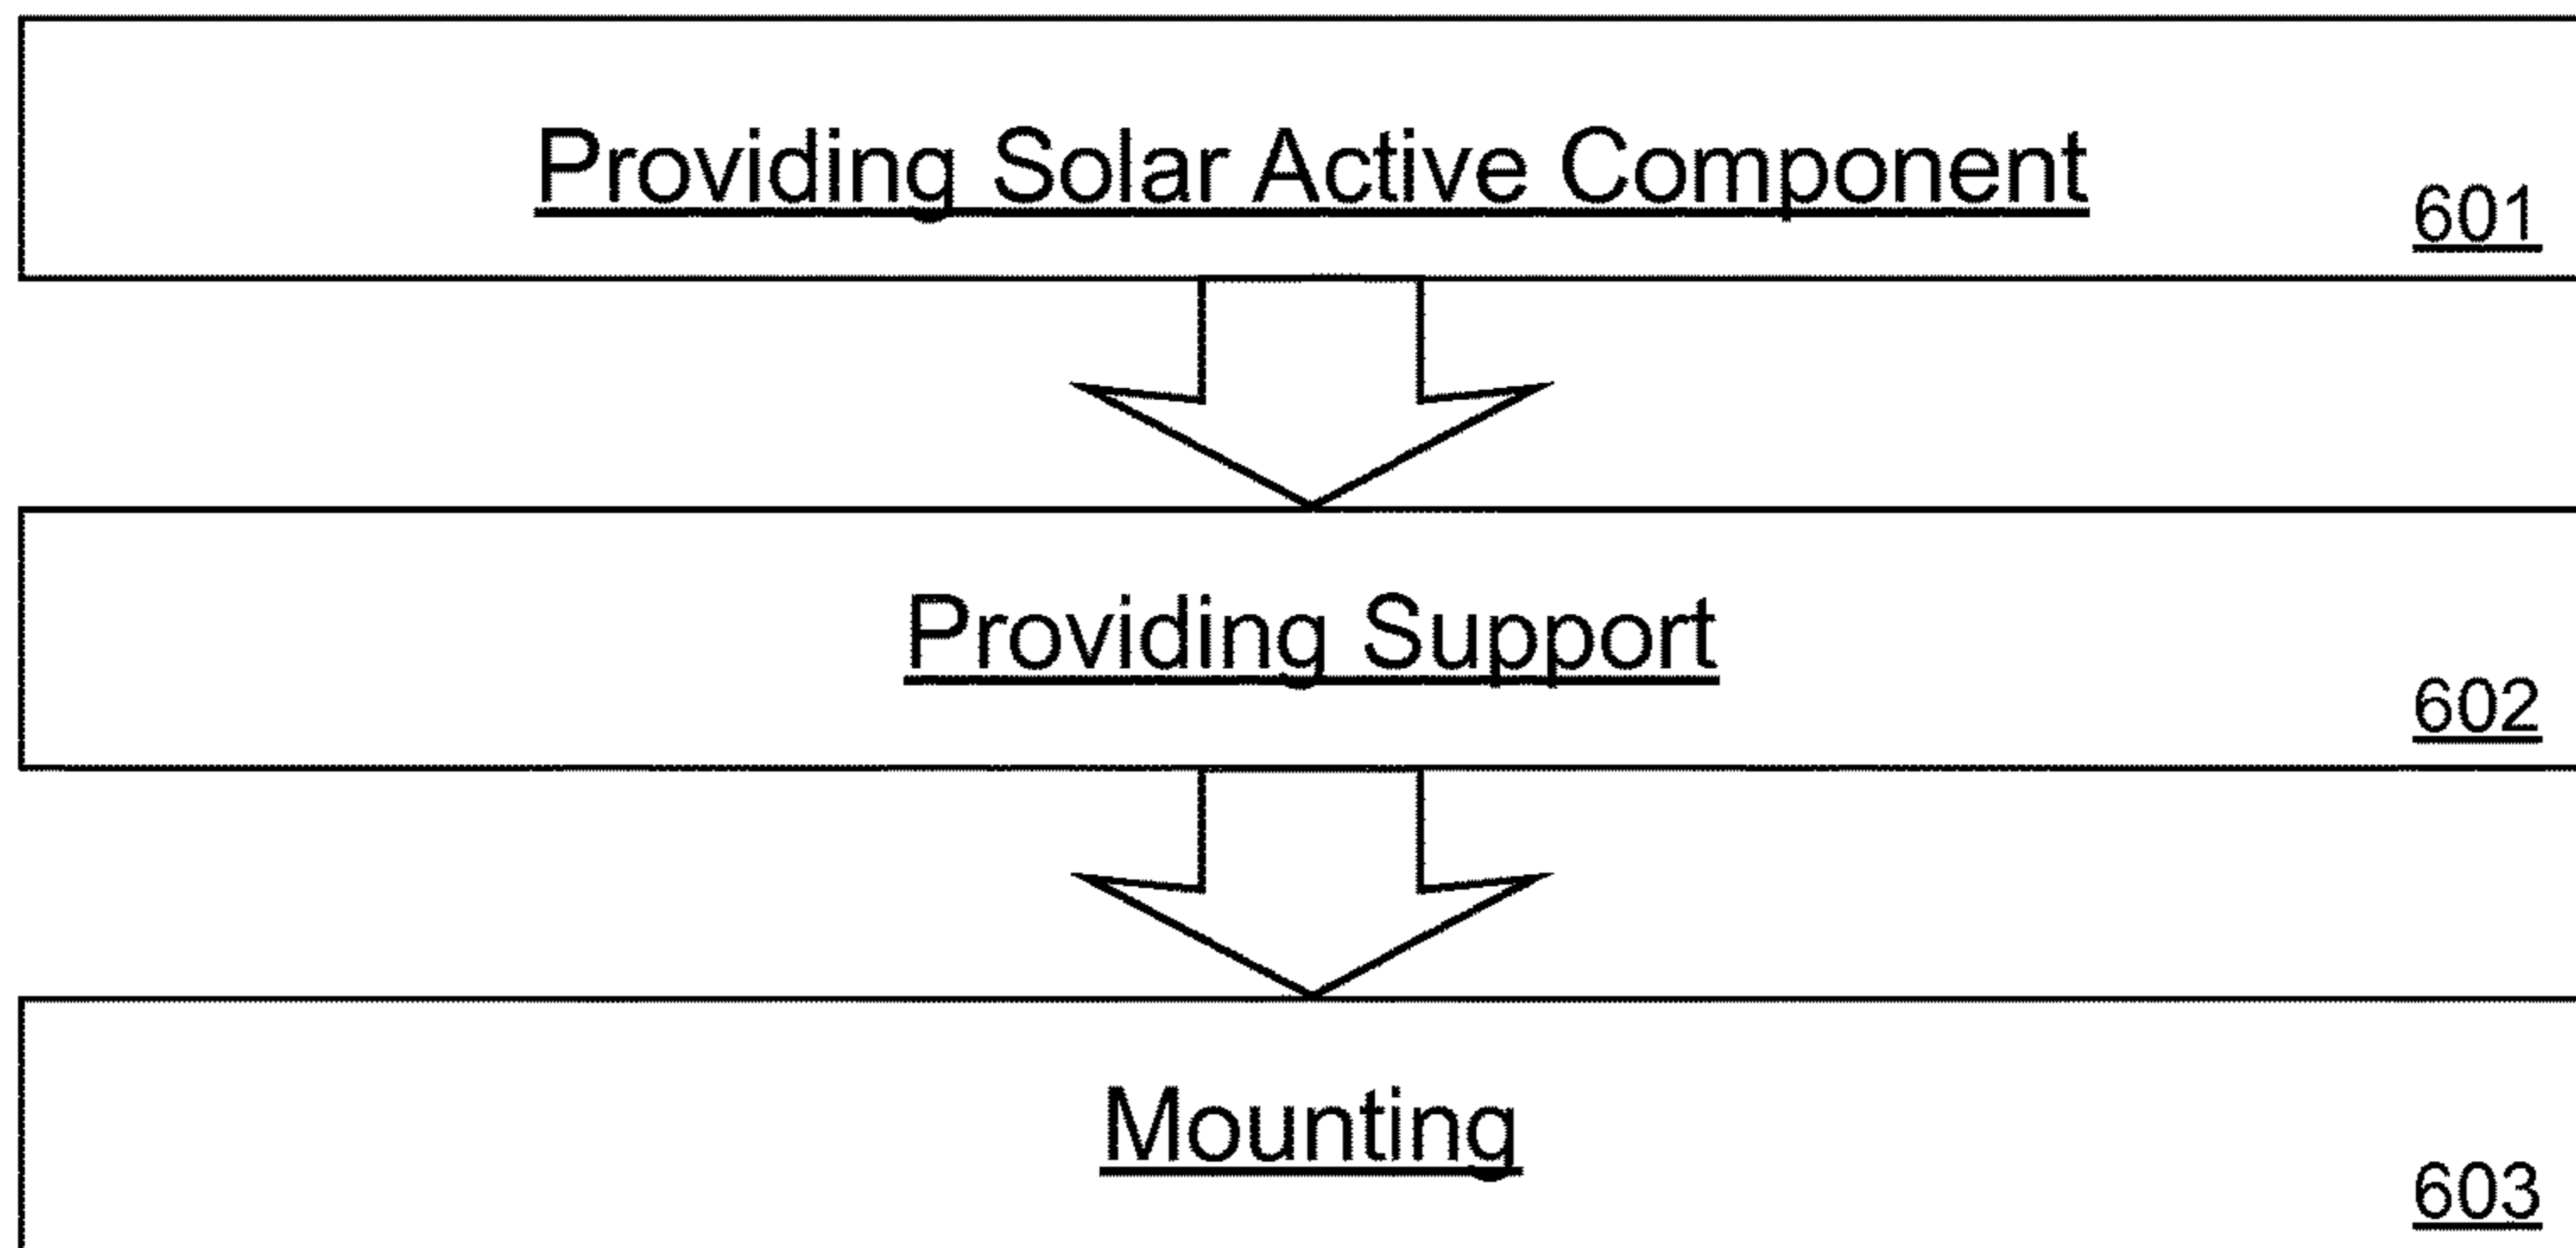 Providing Solar Active Component
601
Providing Support
602
Mounting
603